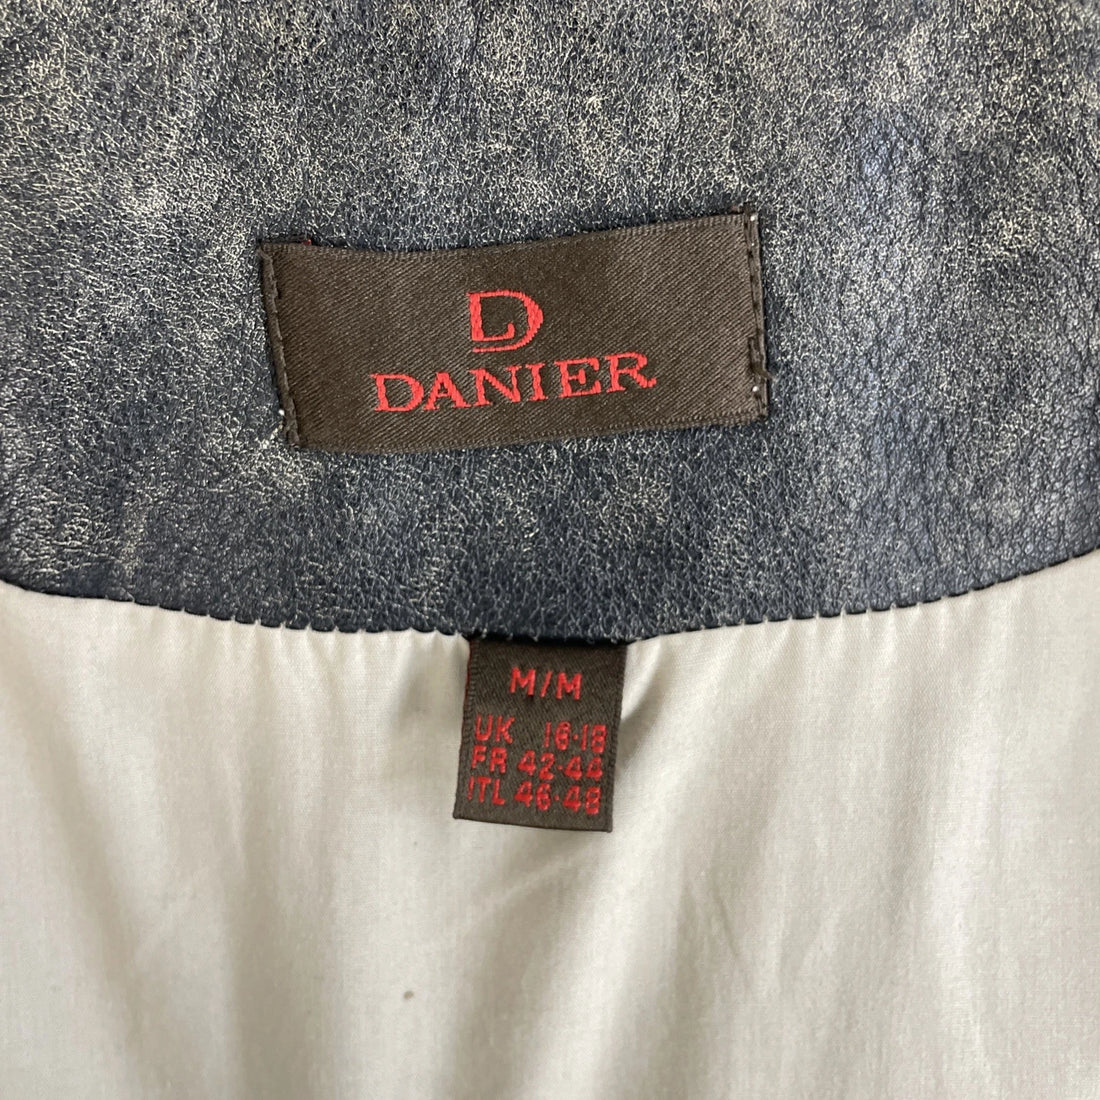 D
DANIER
M/M
UK 16-18
FR 42-44
ITL 46-48